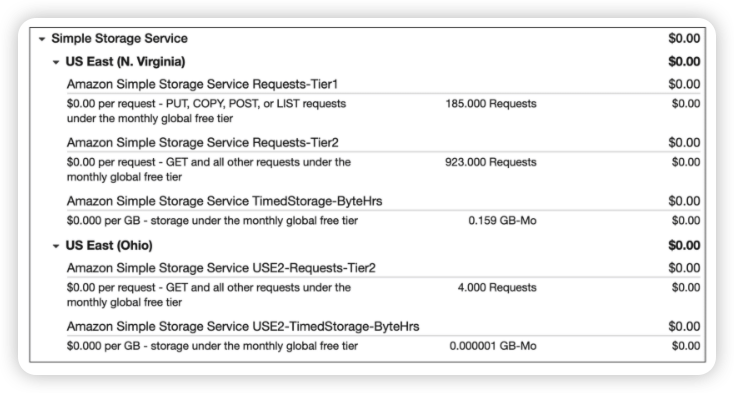 Simple Storage Service $0.00
US East (N. Virginia) $0.00
Amazon Simple Storage Service Requests-Tier1 $0.00
$0.00 per request - PUT, COPY, POST, or LIST requests 185.000 Requests $0.00
under the monthly global free tier
Amazon Simple Storage Service Requests-Tier2 $0.00
$0.00 per request - GET and all other requests under the 923.000 Requests $0.00
monthly global free tier
Amazon Simple Storage Service TimedStorage-ByteHrs $0.00
$0.000 per GB - storage under the monthly global free tier 0.159 GB-Mo $0.00
US East (Ohio) $0.00
Amazon Simple Storage Service USE2-Requests-Tier2 $0.00
$0.00 per request - GET and all other requests under the 4.000 Requests $0.00
monthly global free tier
Amazon Simple Storage Service USE2-TimedStorage-ByteHrs $0.00
$0.000 per GB - storage under the monthly global free tier 0.000001 GB-Mo $0.00